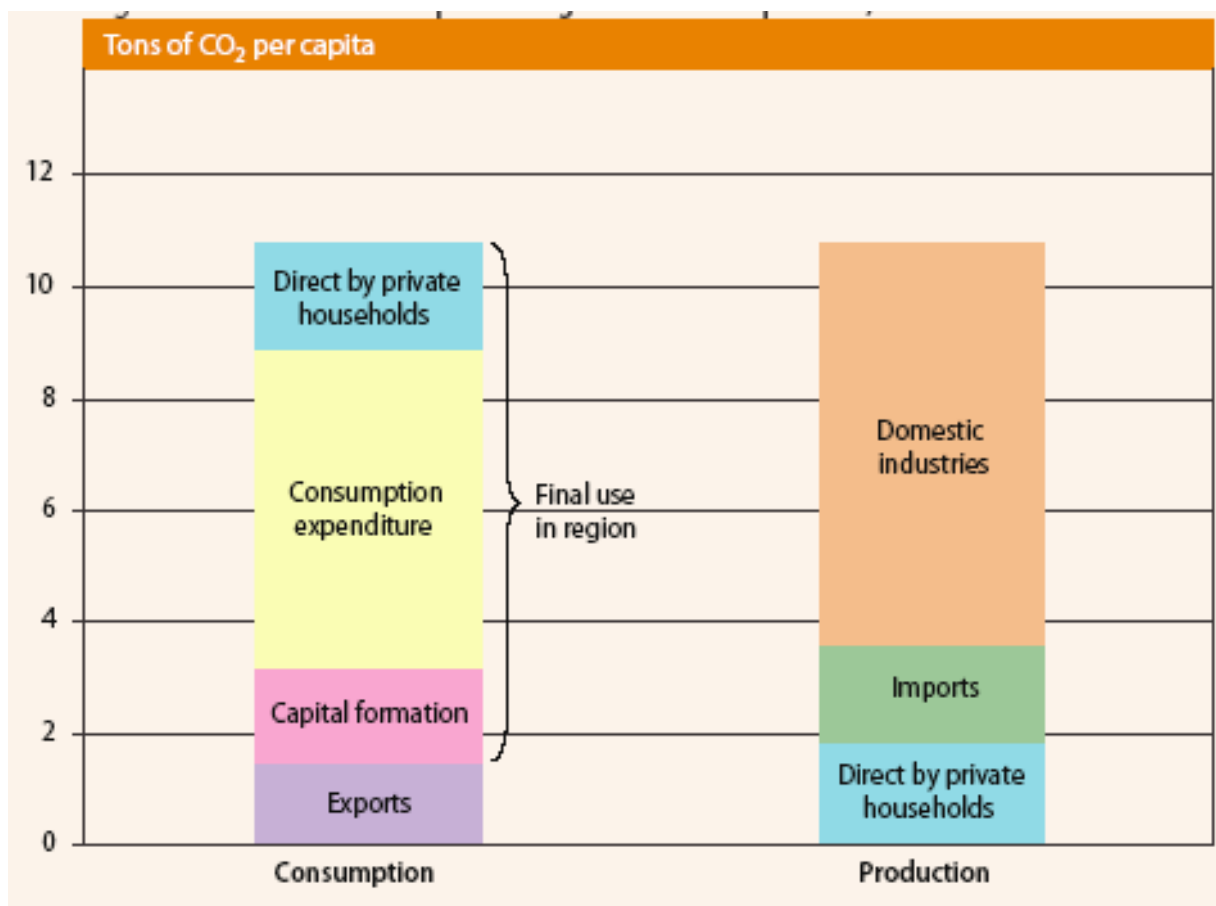 Tons of CO₂ per capita
12
10
8
6
4
2
0
Direct by private
households
Consumption
expenditure
Capital formation
Exports
Final use
in region
Domestic
industries
Imports
Direct by private
households
Consumption
Production